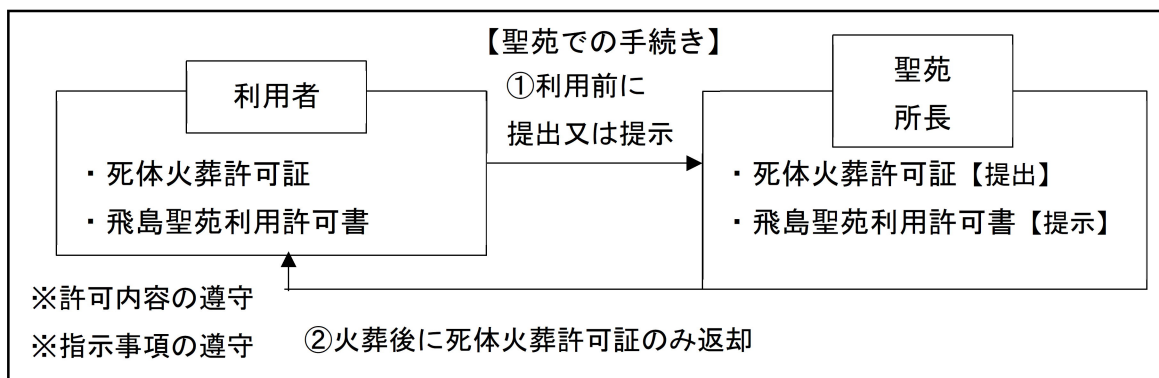 【聖苑での手続き】
利用者
①利用前に
提出又は提示
聖苑
所長
・死体火葬許可証
・飛島聖苑利用許可書
・死体火葬許可証【提出】
・飛島聖苑利用許可書【提示】
※許可内容の遵守
※指示事項の遵守
②火葬後に死体火葬許可証のみ返却